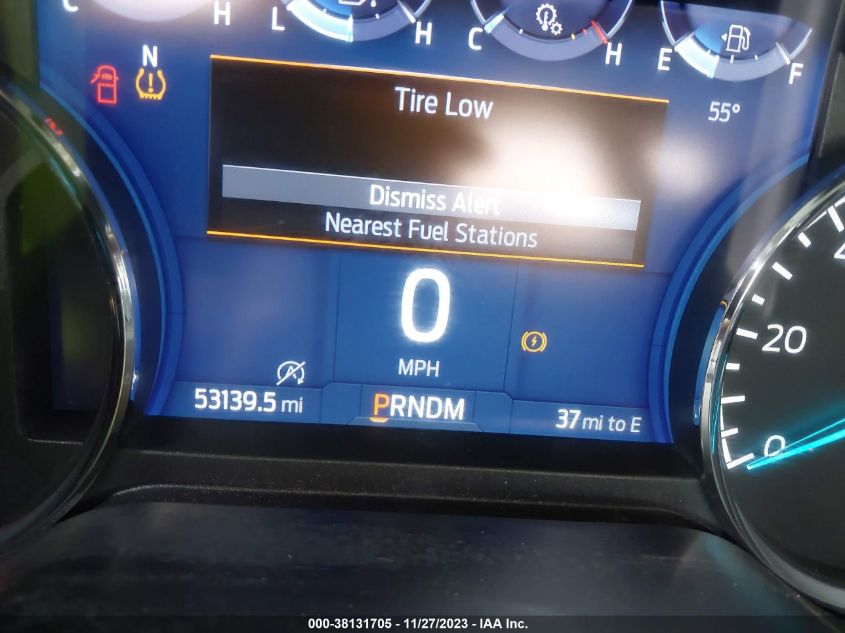 C H L H C H E F
N
55°
Tire Low
Dismiss Alert
Nearest Fuel Stations
0
MPH
53139.5 mi
PRNDM
37 mi to E
20
0
000-38131705 - 11/27/2023 - IAA Inc.